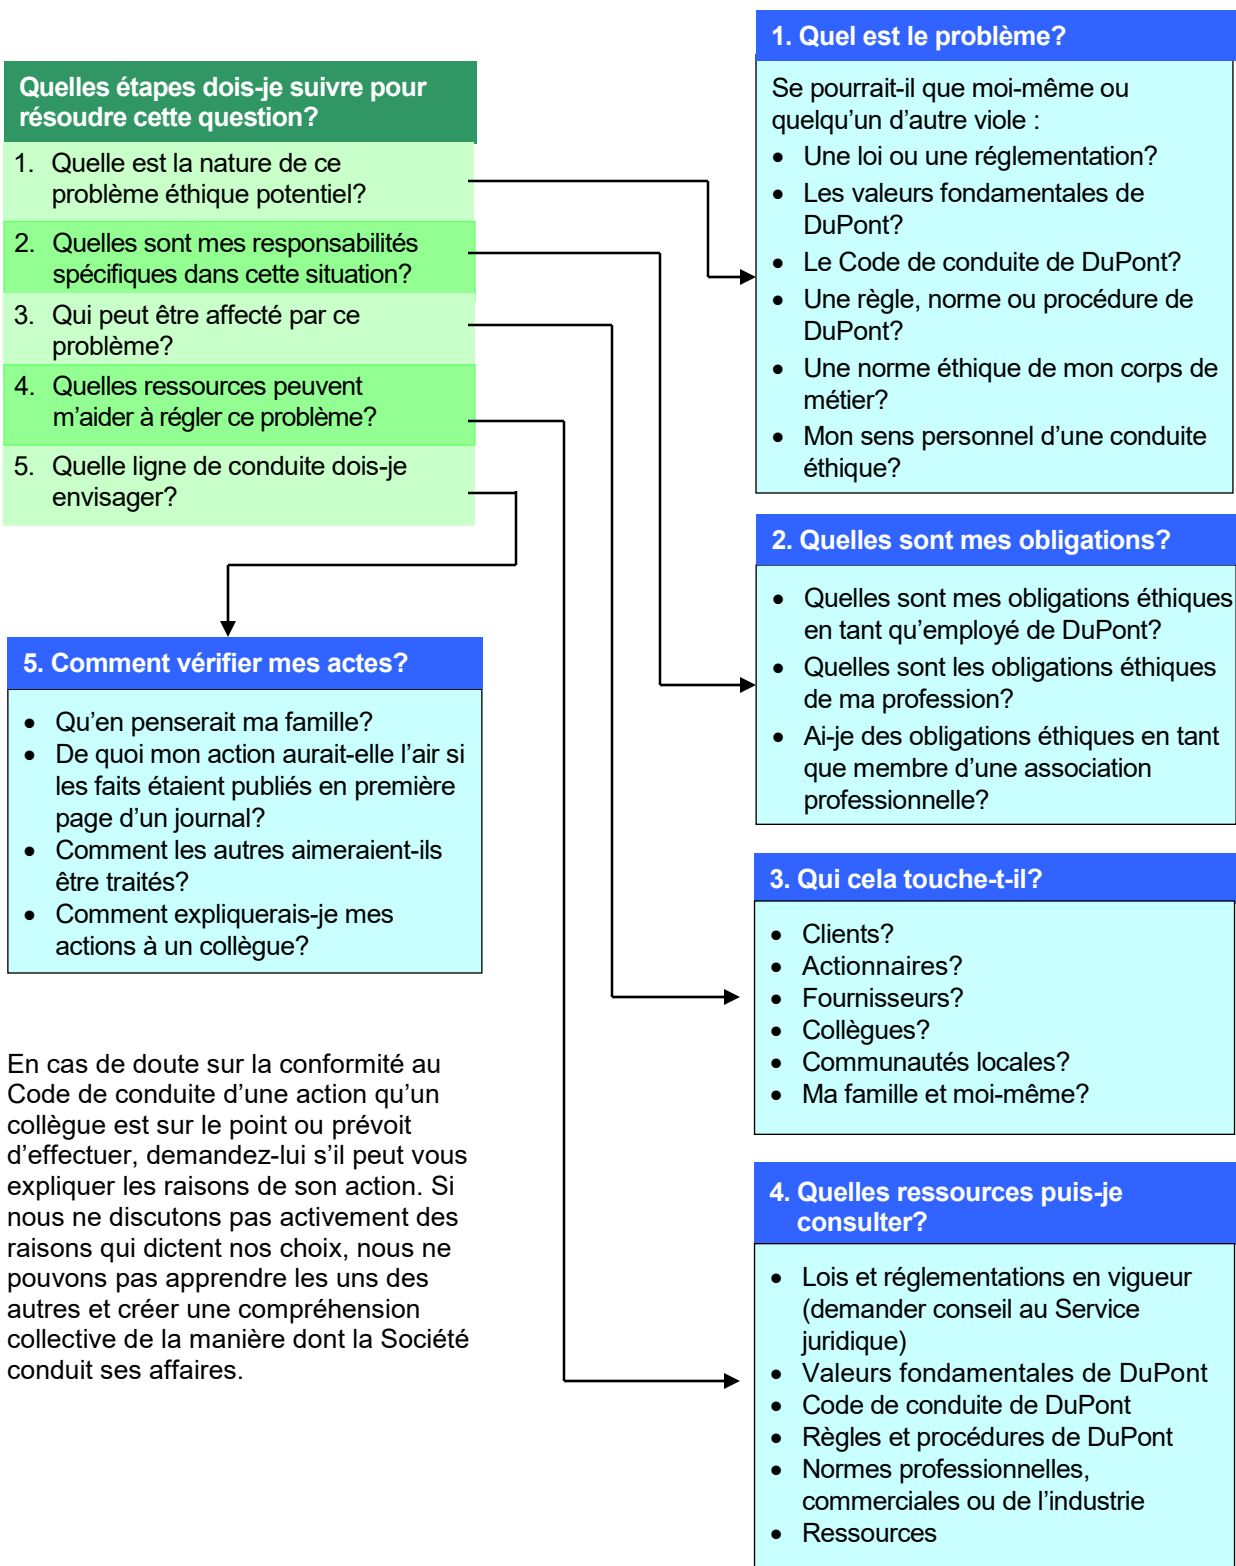 Quelles étapes dois-je suivre pour
résoudre cette question?
1. Quelle est la nature de ce
problème éthique potentiel?
2. Quelles sont mes responsabilités
spécifiques dans cette situation?
3. Qui peut être affecté par ce
problème?
4. Quelles ressources peuvent
m’aider à régler ce problème?
5. Quelle ligne de conduite dois-je
envisager?
1. Quel est le problème?
Se pourrait-il que moi-même ou
quelqu’un d’autre viole :
• Une loi ou une réglementation?
• Les valeurs fondamentales de
DuPont?
• Le Code de conduite de DuPont?
• Une règle, norme ou procédure de
DuPont?
• Une norme éthique de mon corps de
métier?
• Mon sens personnel d’une conduite
éthique?
2. Quelles sont mes obligations?
• Quelles sont mes obligations éthiques
en tant qu’employé de DuPont?
• Quelles sont les obligations éthiques
de ma profession?
• Ai-je des obligations éthiques en tant
que membre d’une association
professionnelle?
3. Qui cela touche-t-il?
• Clients?
• Actionnaires?
• Fournisseurs?
• Collègues?
• Communautés locales?
• Ma famille et moi-même?
4. Quelles ressources puis-je
consulter?
• Lois et réglementations en vigueur
(demander conseil au Service
juridique)
• Valeurs fondamentales de DuPont
• Code de conduite de DuPont
• Règles et procédures de DuPont
• Normes professionnelles,
commerciales ou de l’industrie
• Ressources
5. Comment vérifier mes actes?
• Qu’en penserait ma famille?
• De quoi mon action aurait-elle l’air si
les faits étaient publiés en première
page d’un journal?
• Comment les autres aimeraient-ils
être traités?
• Comment expliquerais-je mes
actions à un collègue?
En cas de doute sur la conformité au
Code de conduite d’une action qu’un
collègue est sur le point ou prévoit
d’effectuer, demandez-lui s’il peut vous
expliquer les raisons de son action. Si
nous ne discutons pas activement des
raisons qui dictent nos choix, nous ne
pouvons pas apprendre les uns des
autres et créer une compréhension
collective de la manière dont la Société
conduit ses affaires.